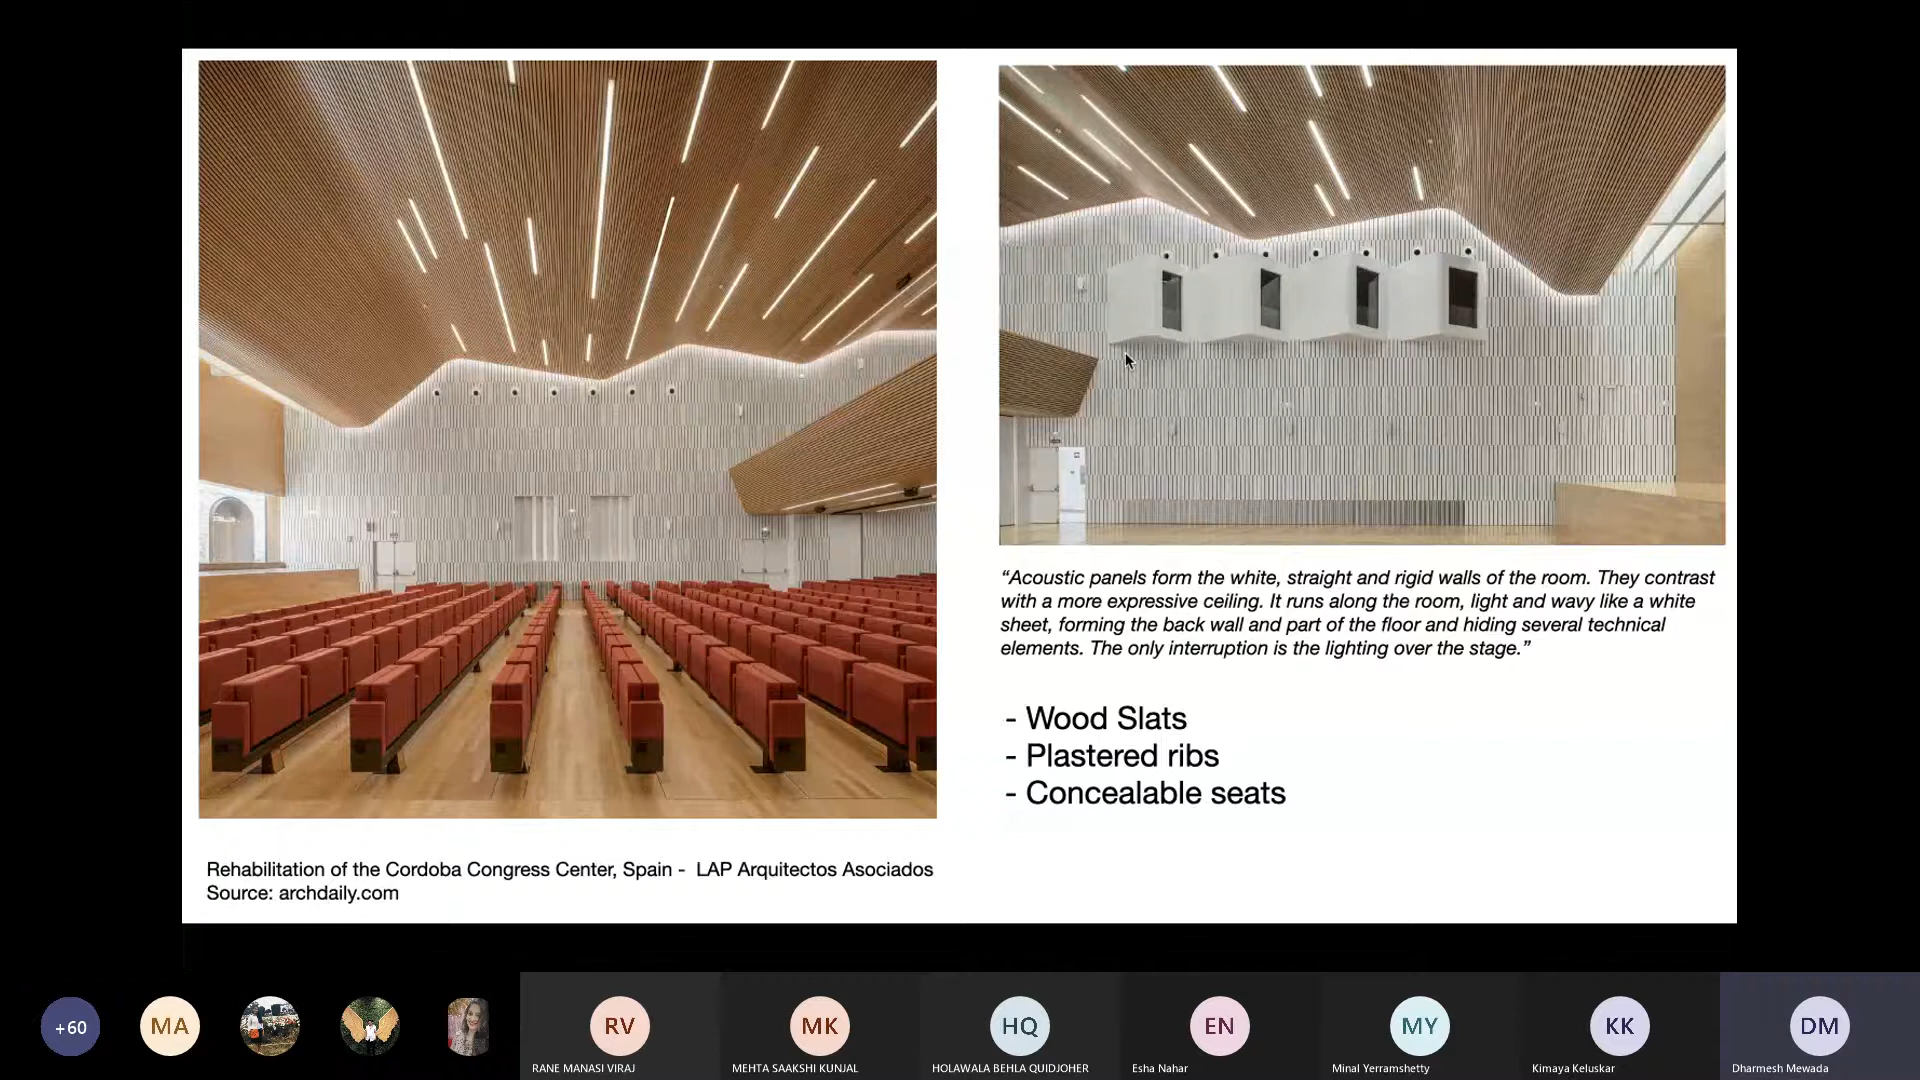 “Acoustic panels form the white, straight and rigid walls of the room. They contrast
with a more expressive ceiling. It runs along the room, light and wavy like a white
sheet, forming the back wall and part of the floor and hiding several technical
elements. The only interruption is the lighting over the stage.”
- Wood Slats
- Plastered ribs
- Concealable seats
Rehabilitation of the Cordoba Congress Center, Spain - LAP Arquitectos Asociados
Source: archdaily.com
+60
MA
RV
MK
HQ
EN
MY
KK
DM
RANE MANASI VIRAJ
MEHTA SAAKSHI KUNJAL
HOLAWALA BEHLA QUIDJOHER
Esha Nahar
Minal Yerramshetty
Kimaya Keluskar
Dharmesh Mewada